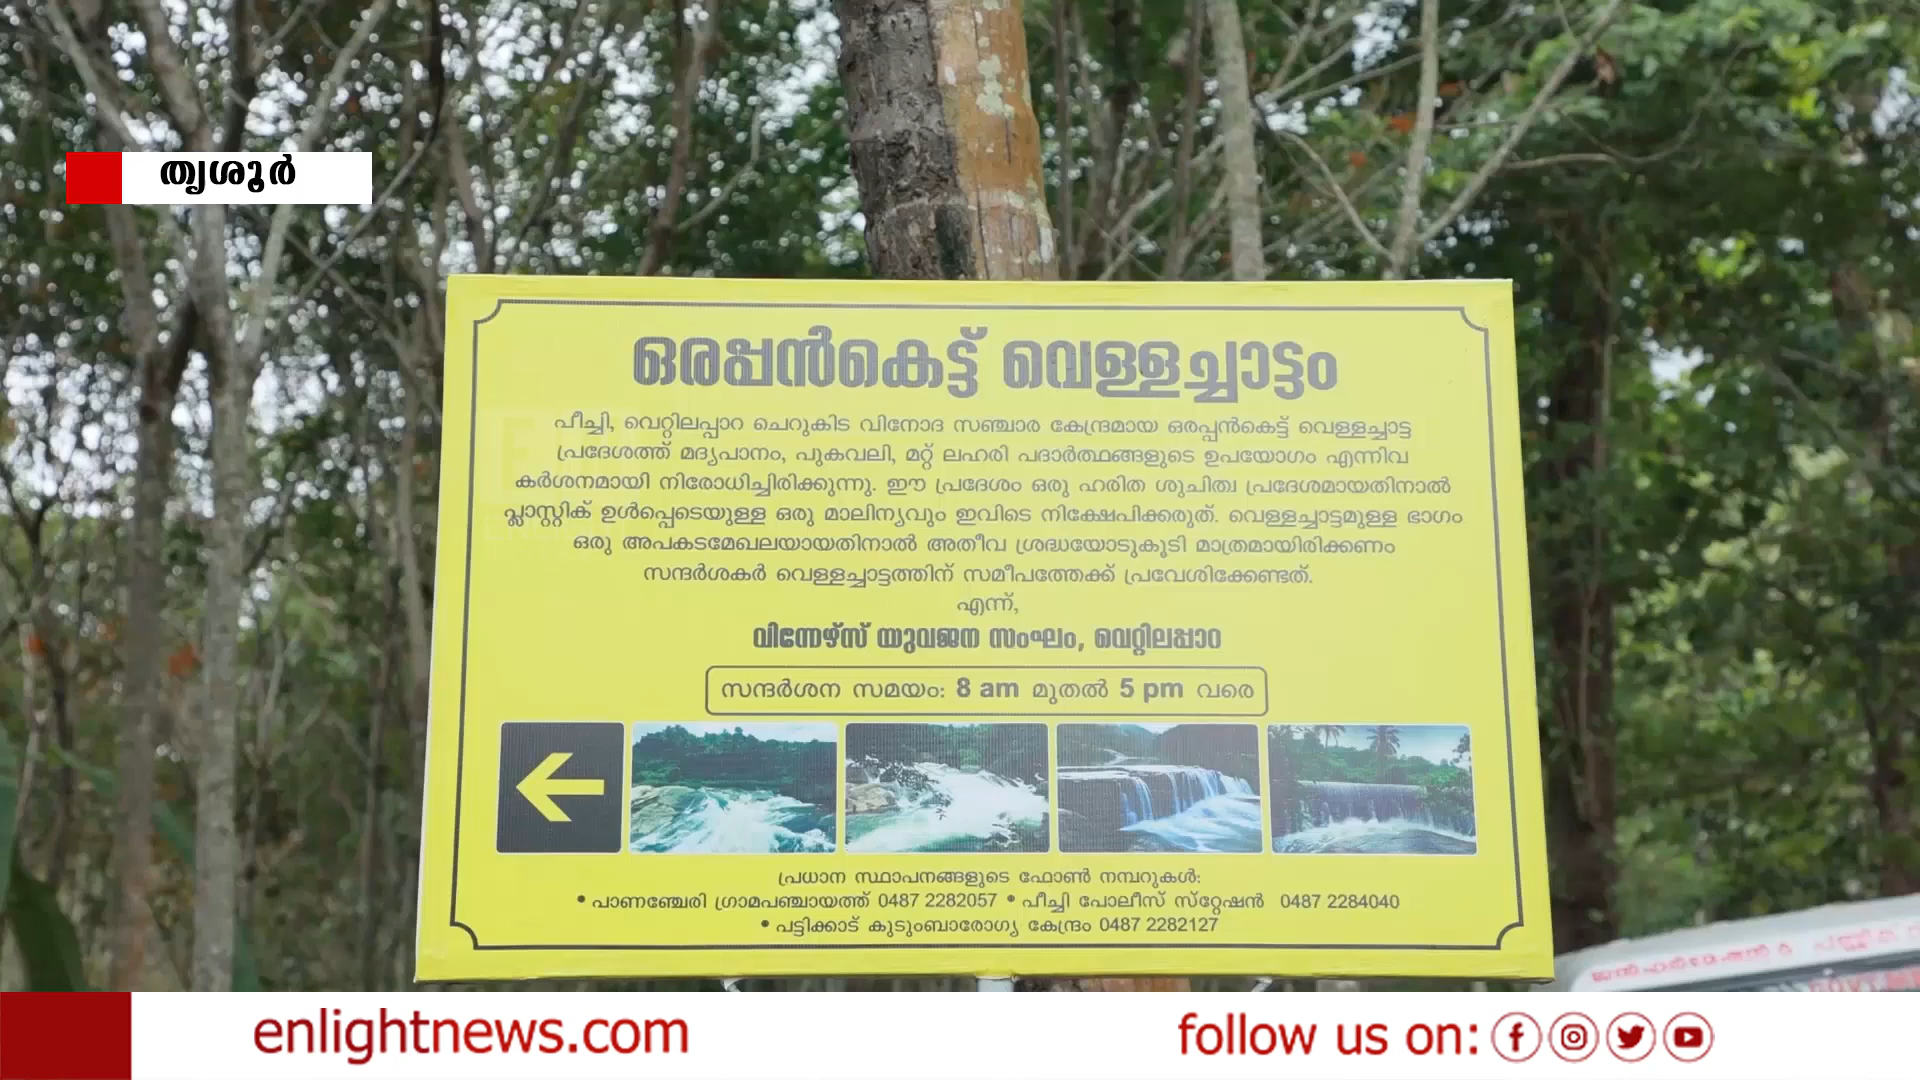 തൃശൂർ
ഒരപ്പൻകെട്ട് വെള്ളച്ചാട്ടം
പീച്ചി, വെറ്റിലപ്പാറ ചെറുകിട വിനോദ സഞ്ചാര കേന്ദ്രമായ ഒരപ്പൻകെട്ട് വെള്ളച്ചാട്ട
പ്രദേശത്ത് മദ്യപാനം, പുകവലി, മറ്റ് ലഹരി പദാർത്ഥങ്ങളുടെ ഉപയോഗം എന്നിവ
കർശനമായി നിരോധിച്ചിരിക്കുന്നു. ഈ പ്രദേശം ഒരു ഹരിത ശുചിത്വ പ്രദേശമായതിനാൽ
പ്ലാസ്റ്റിക് ഉൾപ്പെടെയുള്ള ഒരു മാലിന്യവും ഇവിടെ നിക്ഷേപിക്കരുത്. വെള്ളച്ചാട്ടമുള്ള ഭാഗം
ഒരു അപകടമേഖലയായതിനാൽ അതീവ ശ്രദ്ധയോടുകൂടി മാത്രമായിരിക്കണം
സന്ദർശകർ വെള്ളച്ചാട്ടത്തിന് സമീപത്തേക്ക് പ്രവേശിക്കേണ്ടത്.
എന്ന്,
വിന്നേഴ്സ് യുവജന സംഘം, വെറ്റിലപ്പാറ
സന്ദർശന സമയം: 8 am മുതൽ 5 pm വരെ
പ്രധാന സ്ഥാപനങ്ങളുടെ ഫോൺ നമ്പറുകൾ:
• പാണഞ്ചേരി ഗ്രാമപഞ്ചായത്ത് 0487 2282057 • പീച്ചി പോലീസ് സ്റ്റേഷൻ 0487 2284040
• പട്ടിക്കാട് കുടുംബാരോഗ്യ കേന്ദ്രം 0487 2282127
enlightnews.com
follow us on: